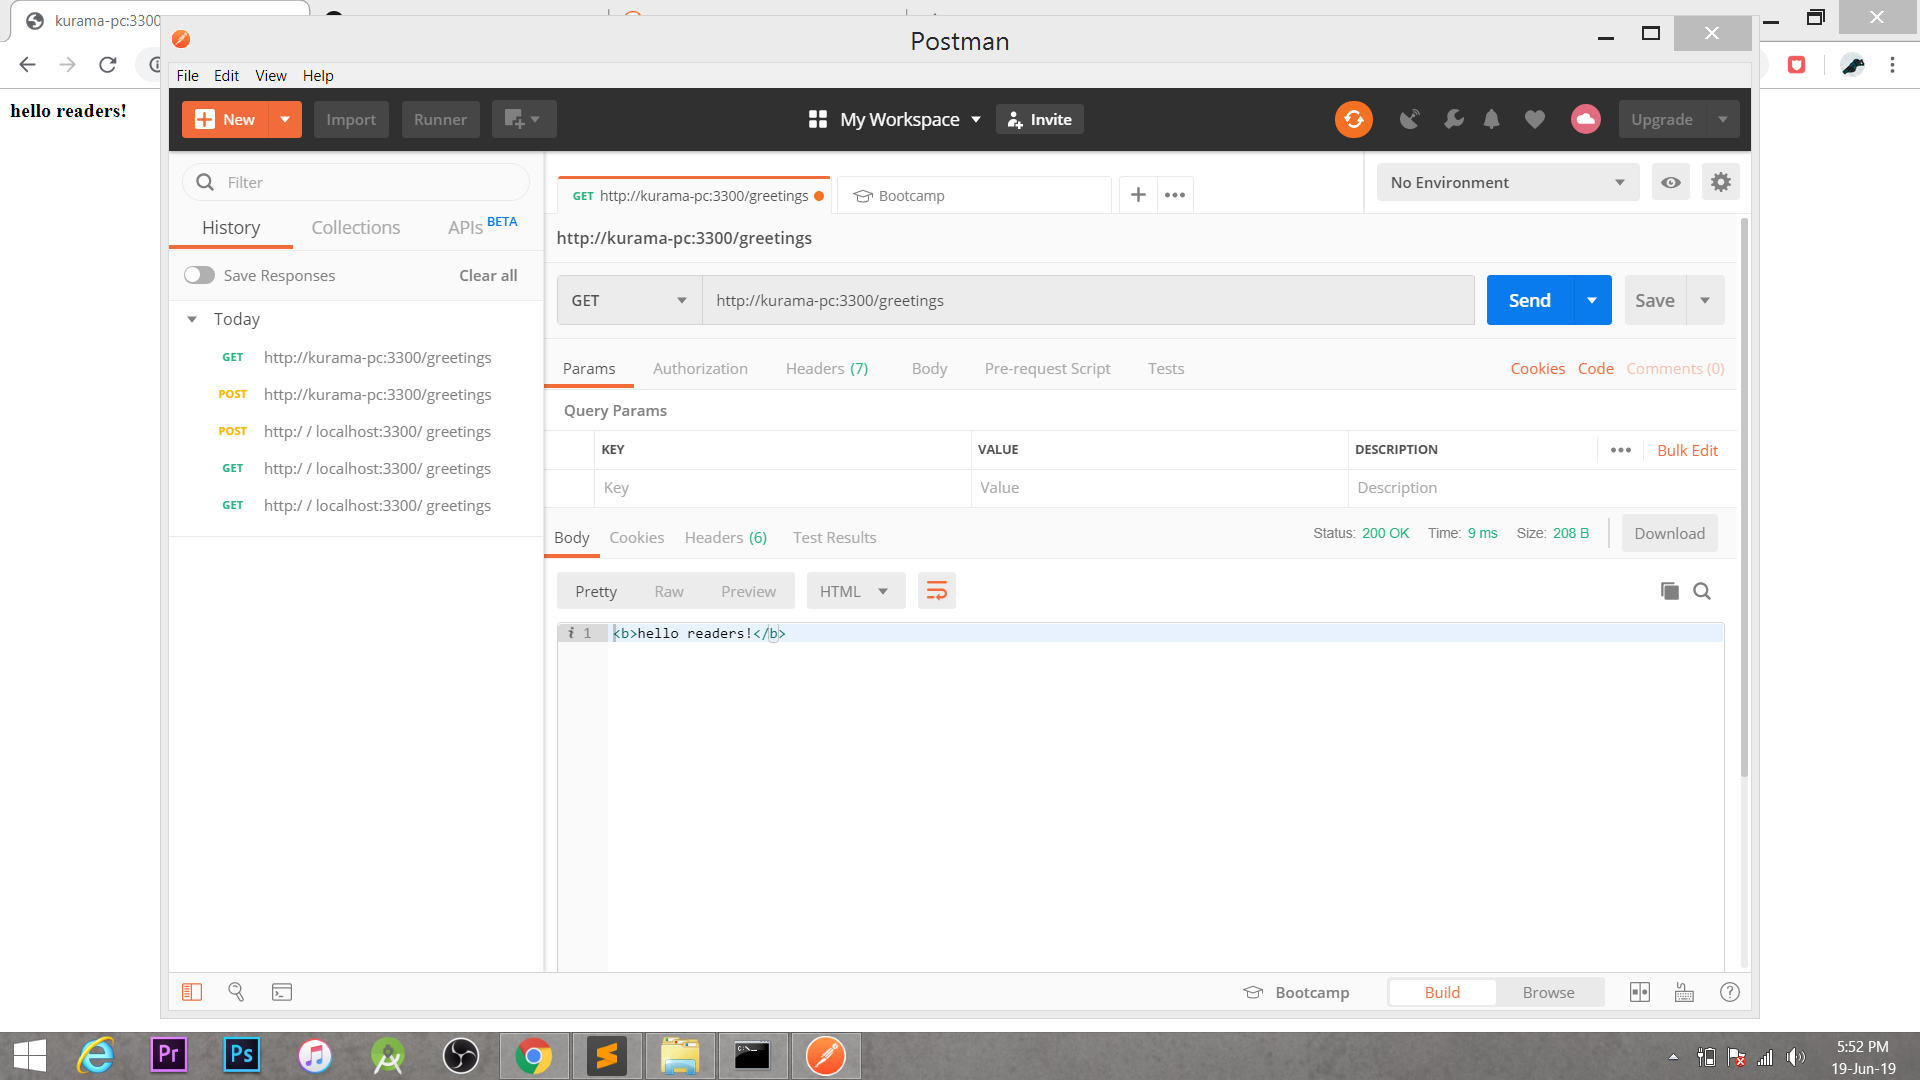 kurama-pc:3300
Postman
File Edit View Help
hello readers!
New Import Runner My Workspace Invite Upgrade
Filter
History Collections APIs BETA
Save Responses Clear all
Today
GET http://kurama-pc:3300/greetings
POST http://kurama-pc:3300/greetings
POST http:/ / localhost:3300/ greetings
GET http:/ / localhost:3300/ greetings
GET http:/ / localhost:3300/ greetings
GET http://kurama-pc:3300/greetings Bootcamp No Environment
http://kurama-pc:3300/greetings
GET http://kurama-pc:3300/greetings Send Save
Params Authorization Headers (7) Body Pre-request Script Tests Cookies Code Comments (0)
Query Params
KEY VALUE DESCRIPTION Bulk Edit
Key Value Description
Body Cookies Headers (6) Test Results Status: 200 OK Time: 9 ms Size: 208 B Download
Pretty Raw Preview HTML
i 1 <b>hello readers!</b>
Bootcamp Build Browse
Pr Ps
5:52 PM
19-Jun-19